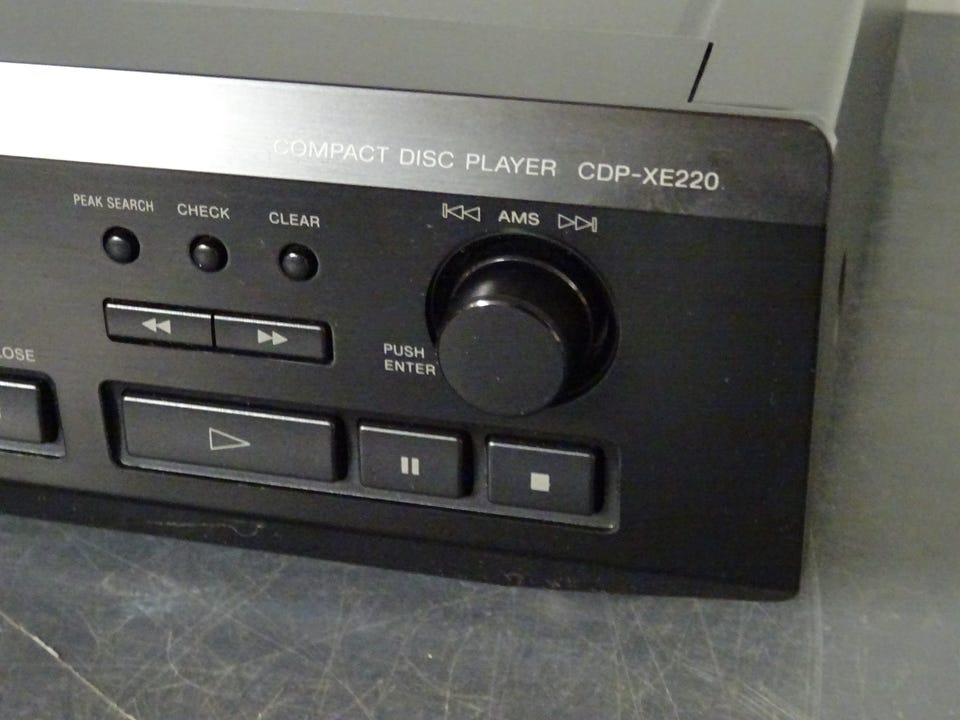 COMPACT DISC PLAYER CDP-XE220
PEAK SEARCH CHECK CLEAR
AMS
PUSH
ENTER
LOSE